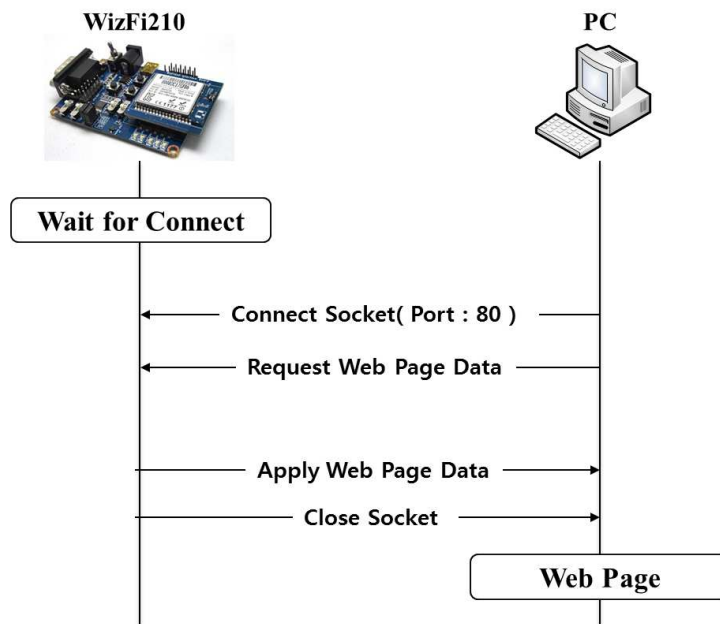 WizFi210
PC
Wait for Connect
Connect Socket( Port : 80 )
Request Web Page Data
Apply Web Page Data
Close Socket
Web Page